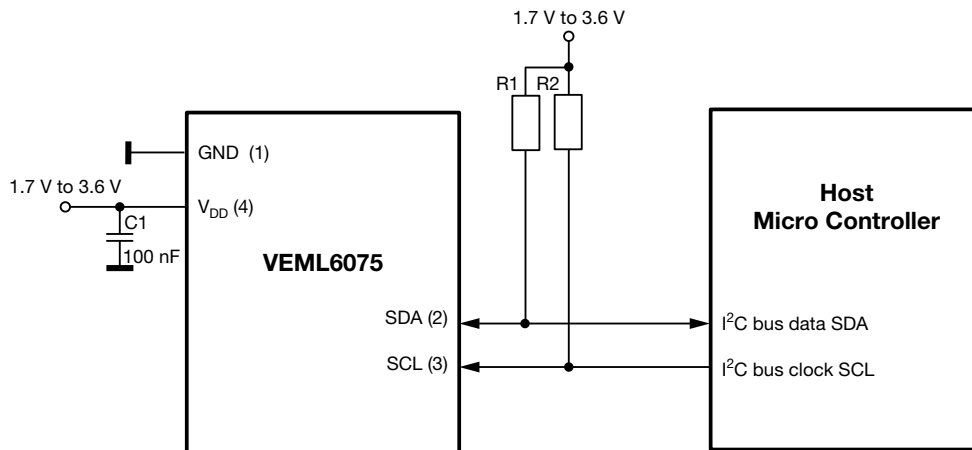 1.7 V to 3.6 V
R1
R2
GND (1)
1.7 V to 3.6 V
V_DD (4)
C1
100 nF
VEML6075
Host
Micro Controller
SDA (2)
I²C bus data SDA
SCL (3)
I²C bus clock SCL